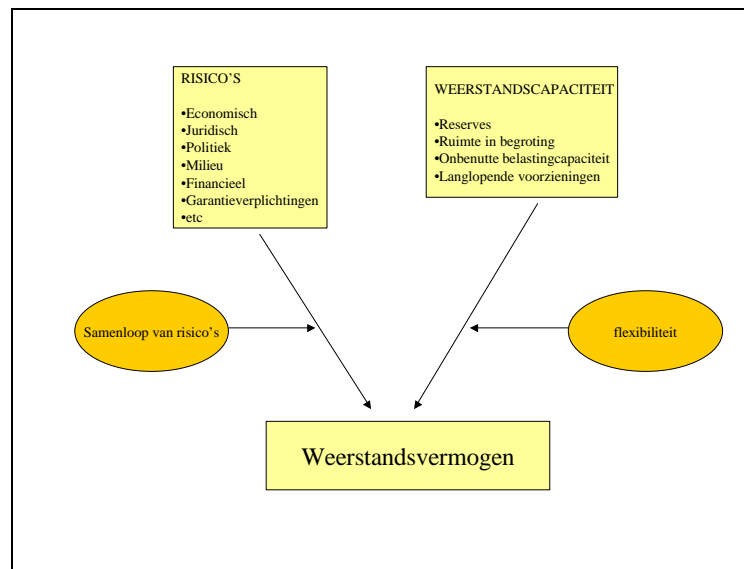 RISICO'S
•Economisch
•Juridisch
•Politiek
•Milieu
•Financieel
•Garantieverplichtingen
•etc
WEERSTANDSCAPACITEIT
•Reserves
•Ruimte in begroting
•Onbenutte belastingcapaciteit
•Langlopende voorzieningen
Samenloop van risico's
flexibiliteit
Weerstandsvermogen